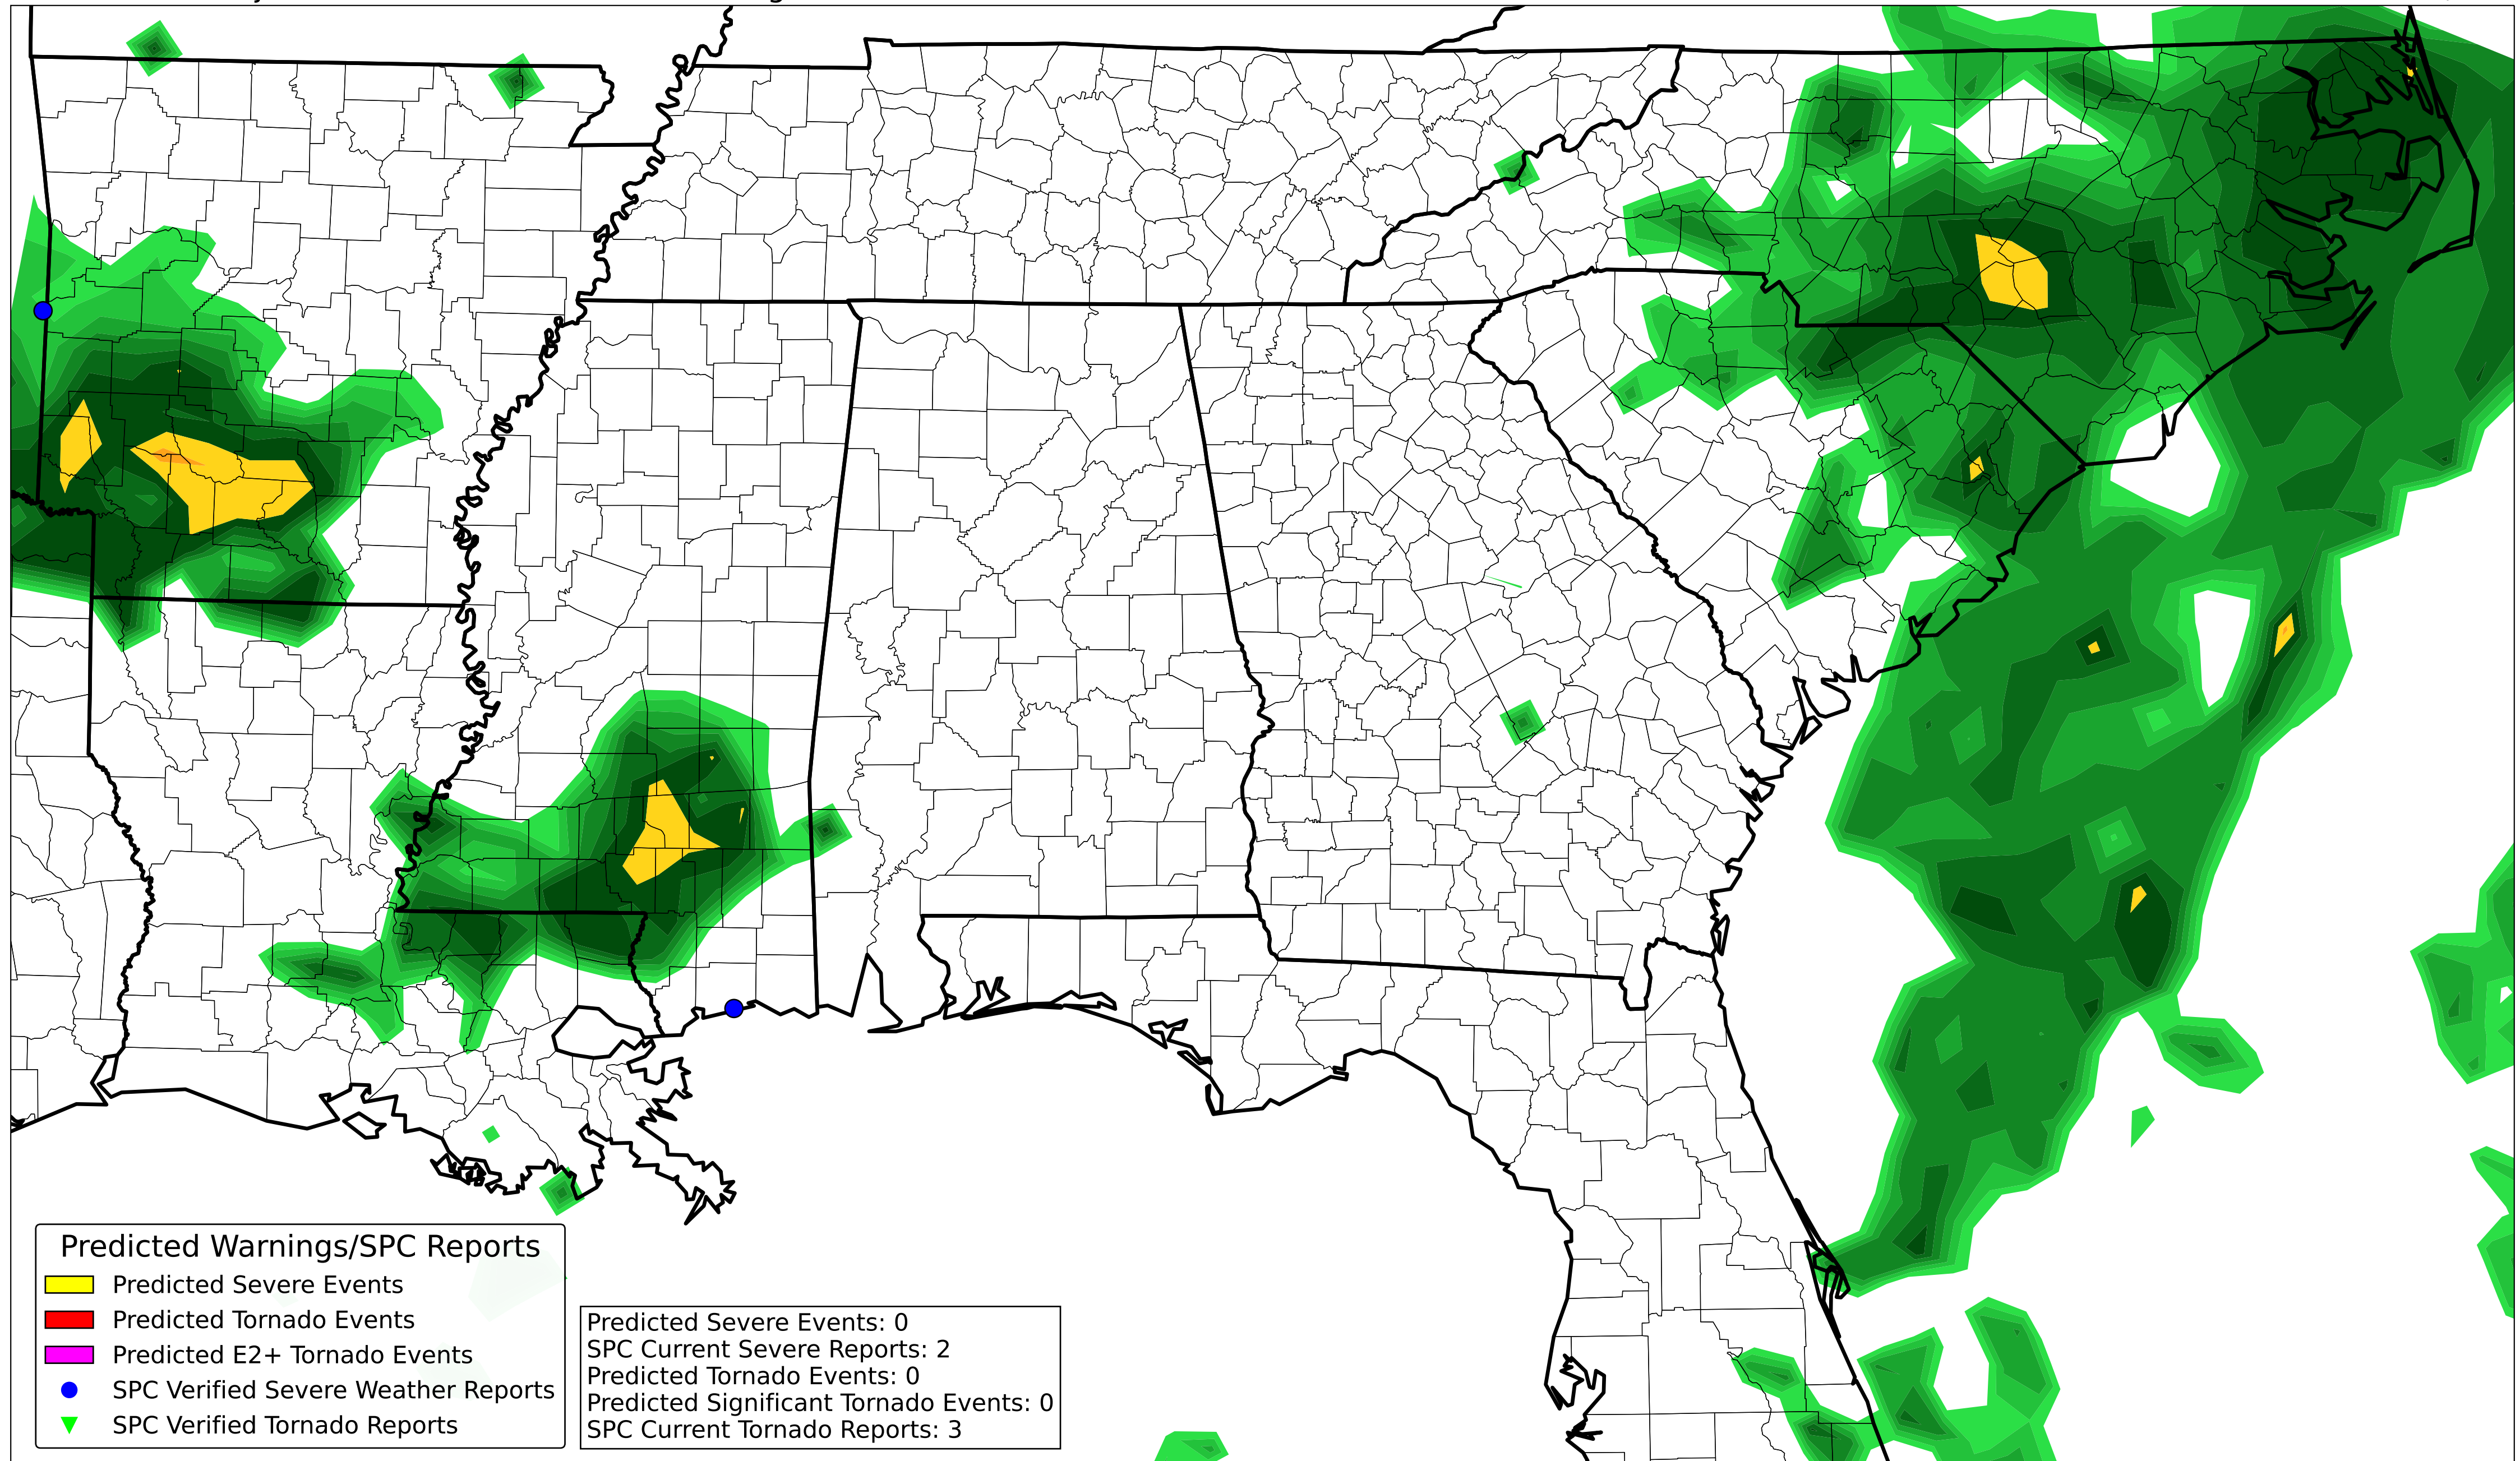 Predicted Warnings/SPC Reports
Predicted Severe Events
Predicted Tornado Events
Predicted E2+ Tornado Events
SPC Verified Severe Weather Reports
SPC Verified Tornado Reports
Predicted Severe Events: 0
SPC Current Severe Reports: 2
Predicted Tornado Events: 0
Predicted Significant Tornado Events: 0
SPC Current Tornado Reports: 3